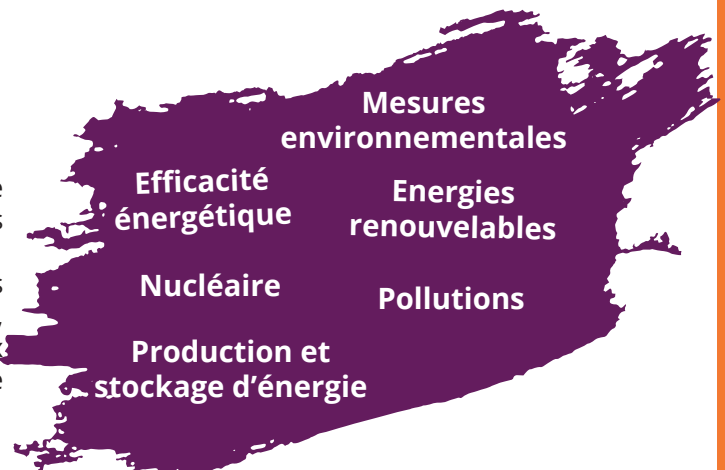 Mesures
environnementales
Efficacité
énergétique
Energies
renouvelables
Nucléaire
Pollutions
Production et
stockage d'énergie